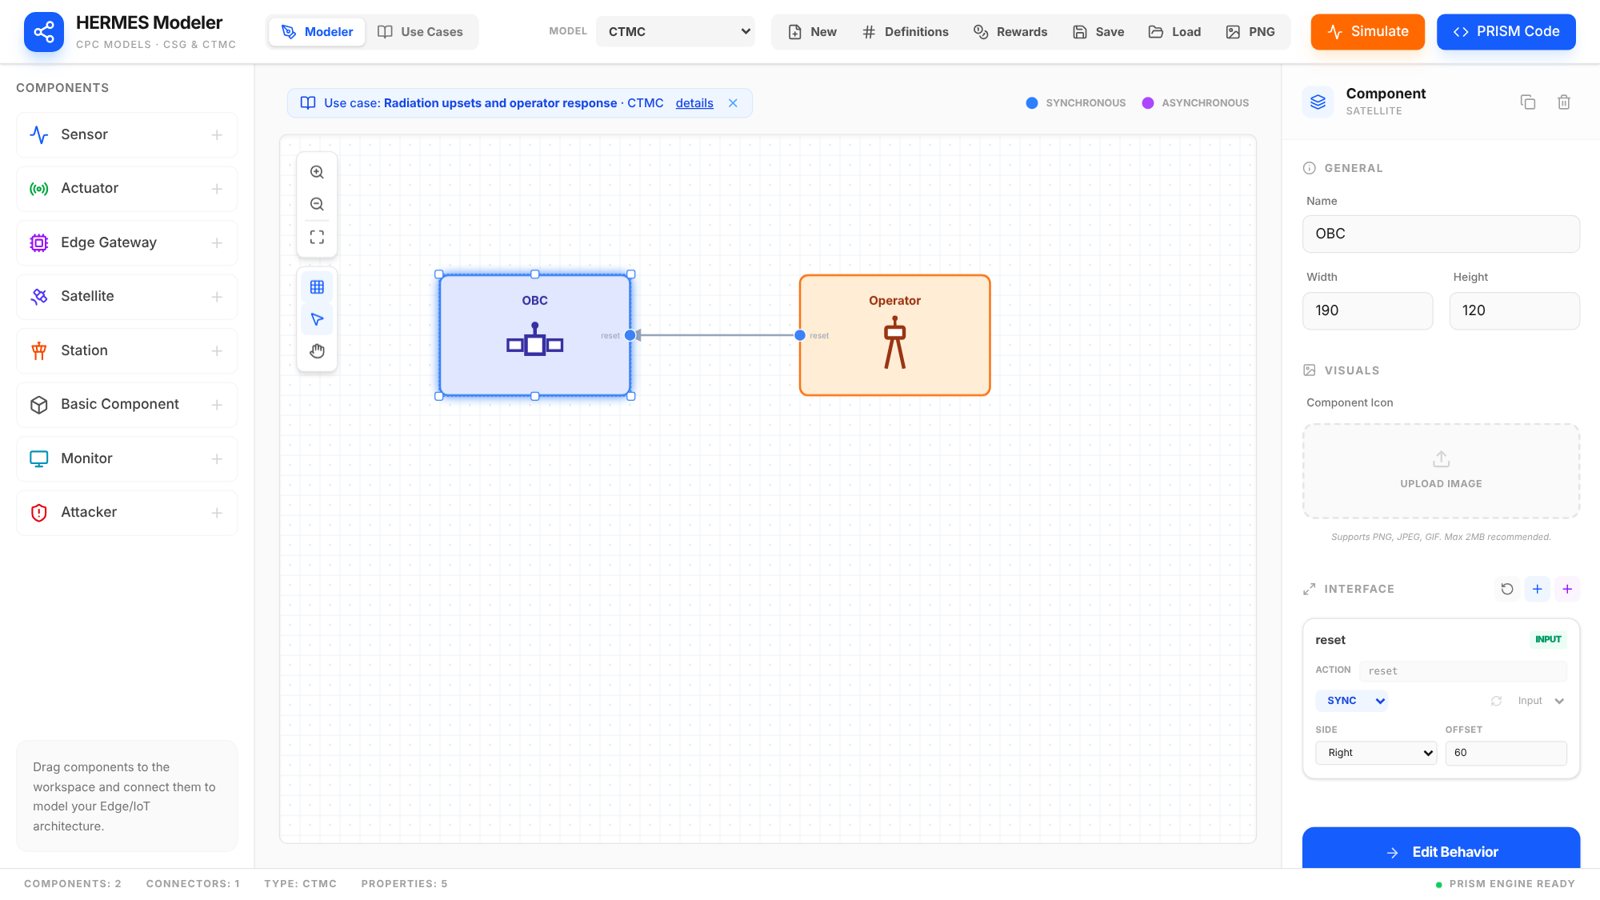 HERMES Modeler
CPC MODELS · CSG & CTMC
Modeler
Use Cases
MODEL
CTMC
New
Definitions
Rewards
Save
Load
PNG
Simulate
PRISM Code
COMPONENTS
Sensor
Actuator
Edge Gateway
Satellite
Station
Basic Component
Monitor
Attacker
Drag components to the
workspace and connect them to
model your Edge/IoT
architecture.
Use case: Radiation upsets and operator response · CTMC details
SYNCHRONOUS
ASYNCHRONOUS
OBC
reset
Operator
reset
Component
SATELLITE
GENERAL
Name
OBC
Width
Height
190
120
VISUALS
Component Icon
UPLOAD IMAGE
Supports PNG, JPEG, GIF. Max 2MB recommended.
INTERFACE
reset
INPUT
ACTION
reset
SYNC
Input
SIDE
OFFSET
Right
60
Edit Behavior
COMPONENTS: 2
CONNECTORS: 1
TYPE: CTMC
PROPERTIES: 5
PRISM ENGINE READY